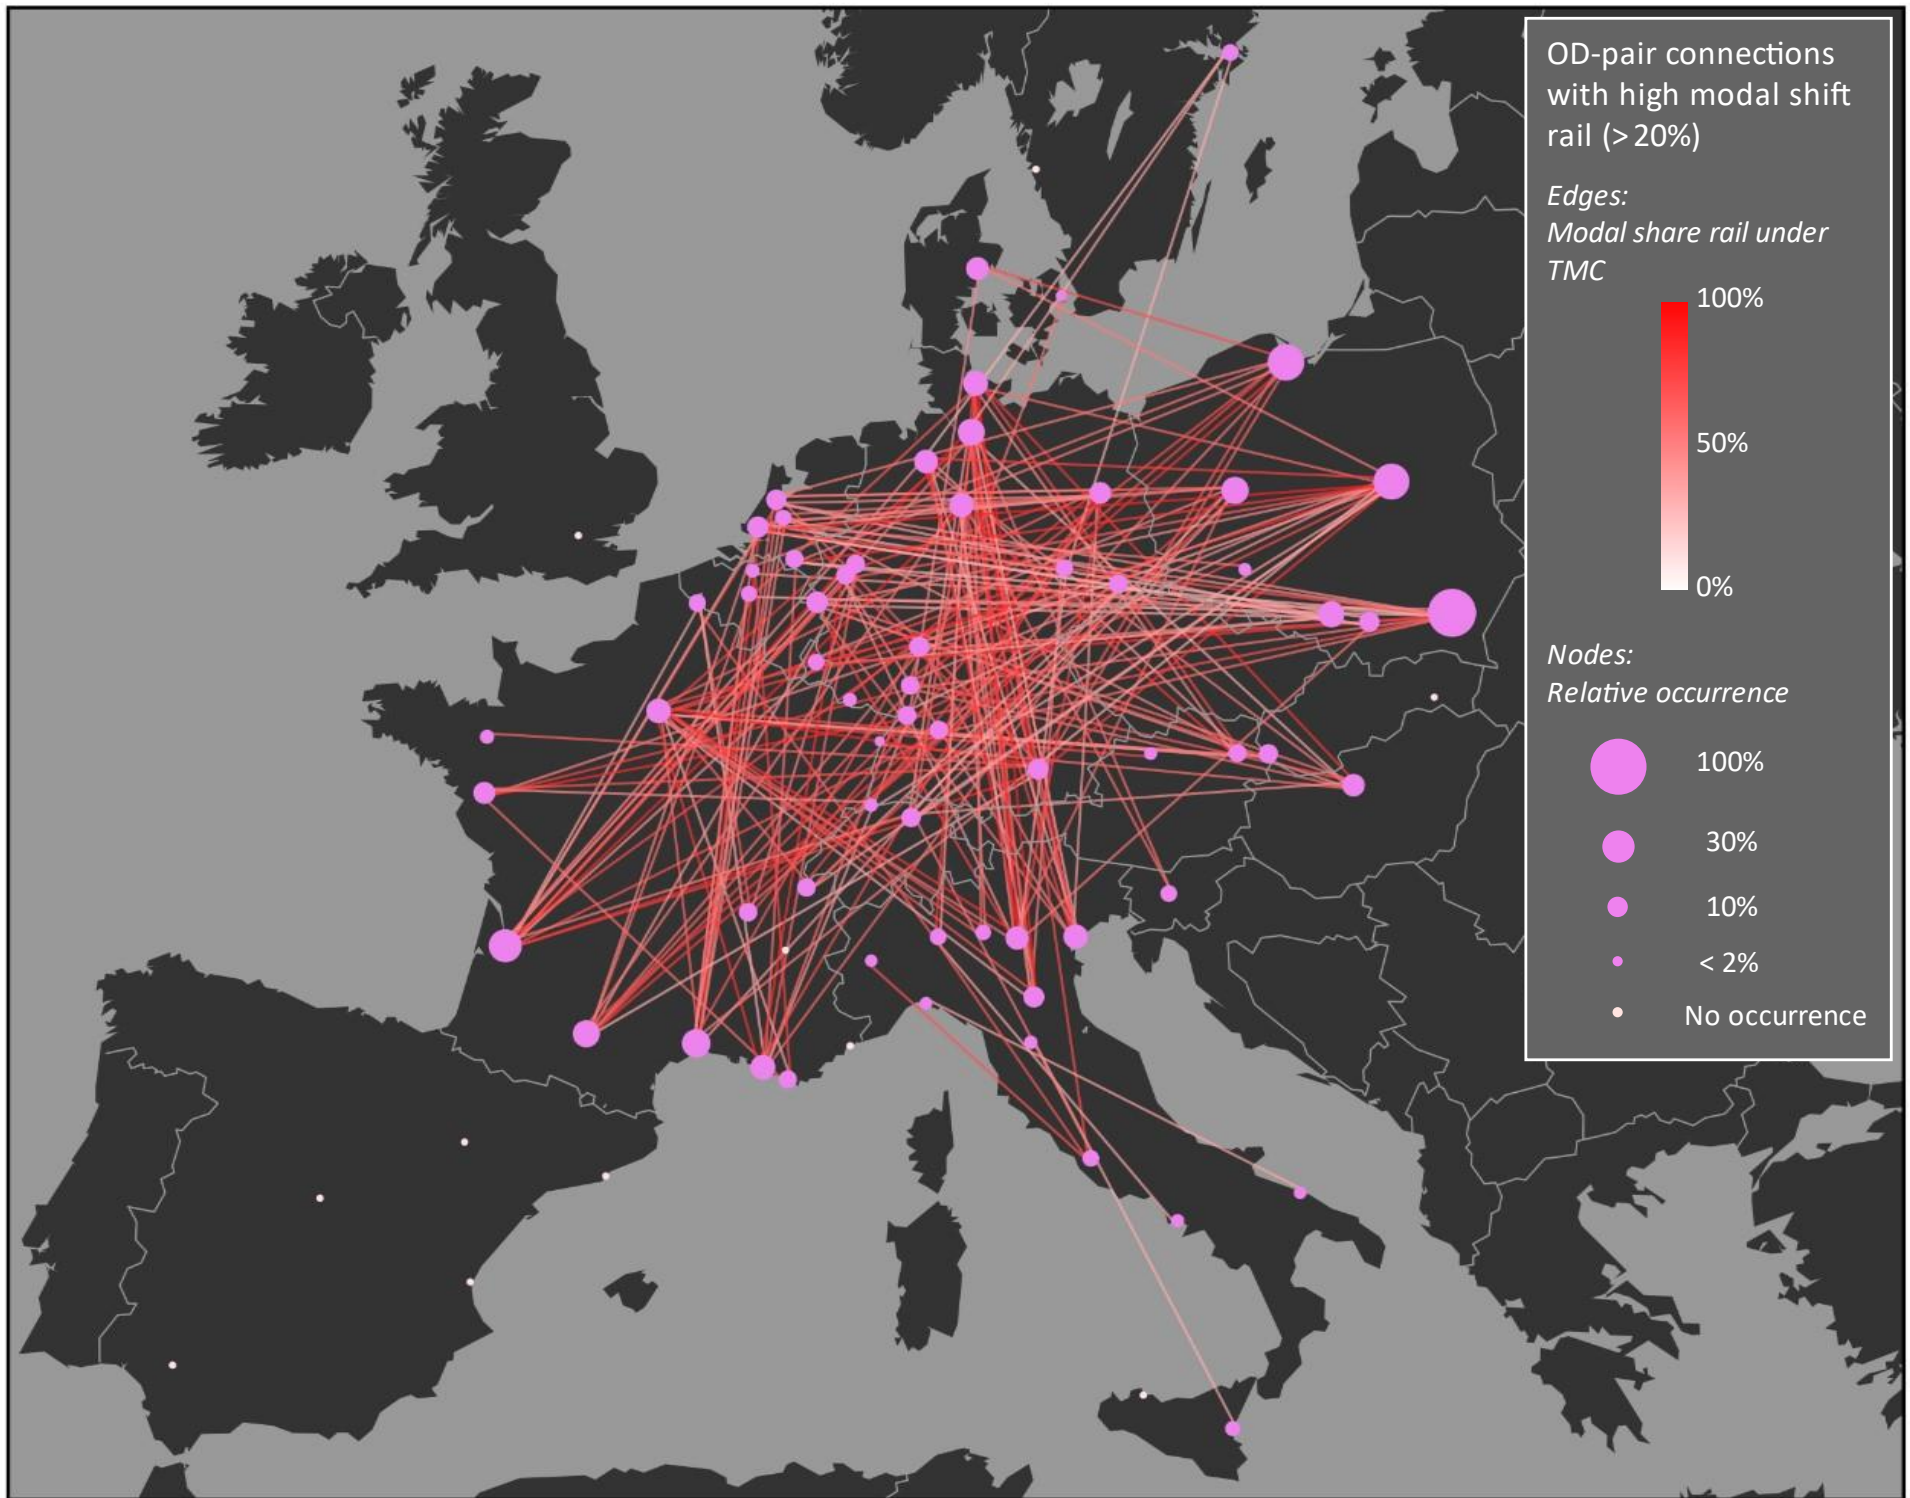 OD-pair connections
with high modal shift
rail (>20%)
Edges:
Modal share rail under
TMC
100%
50%
0%
Nodes:
Relative occurrence
100%
30%
10%
< 2%
No occurrence